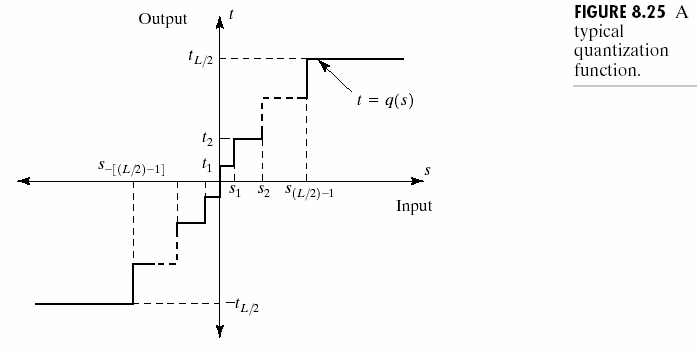 Output
t
t_{L/2}
t = q(s)
t_2
t_1
s_{-[(L/2)-1]}
s
s_1 s_2 s_{(L/2)-1}
Input
-t_{L/2}
FIGURE 8.25 A
typical
quantization
function.